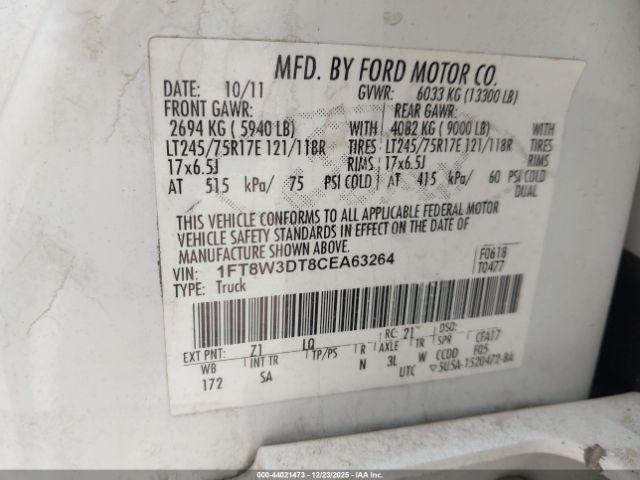 MFD. BY FORD MOTOR CO.
DATE: 10/11 GVWR: 6033 KG (13300 LB)
FRONT GAWR: REAR GAWR:
2694 KG ( 5940 LB) WITH 4082 KG ( 9000 LB) WITH
LT245/75R17E 121/118R TIRES LT245/75R17E 121/118R TIRES
17x6.5J RIMS 17x6.5J RIMS
AT 515 kPa/ 75 PSI COLD AT 415 kPa/ 60 PSI COLD
DUAL
THIS VEHICLE CONFORMS TO ALL APPLICABLE FEDERAL MOTOR
VEHICLE SAFETY STANDARDS IN EFFECT ON THE DATE OF
MANUFACTURE SHOWN ABOVE.
VIN: 1FT8W3DT8CEA63264 F0618
TYPE: Truck T0477
RC: 21 DSO:
EXT PNT: Z1 LQ R AXLE TR SPR CFA17
WB INT TR TP/PS N 3L W CCDD F05
172 SA UTC ▽5USA-1520472-BA
00-44021473 - 12/23/2025 - IAAI.CA